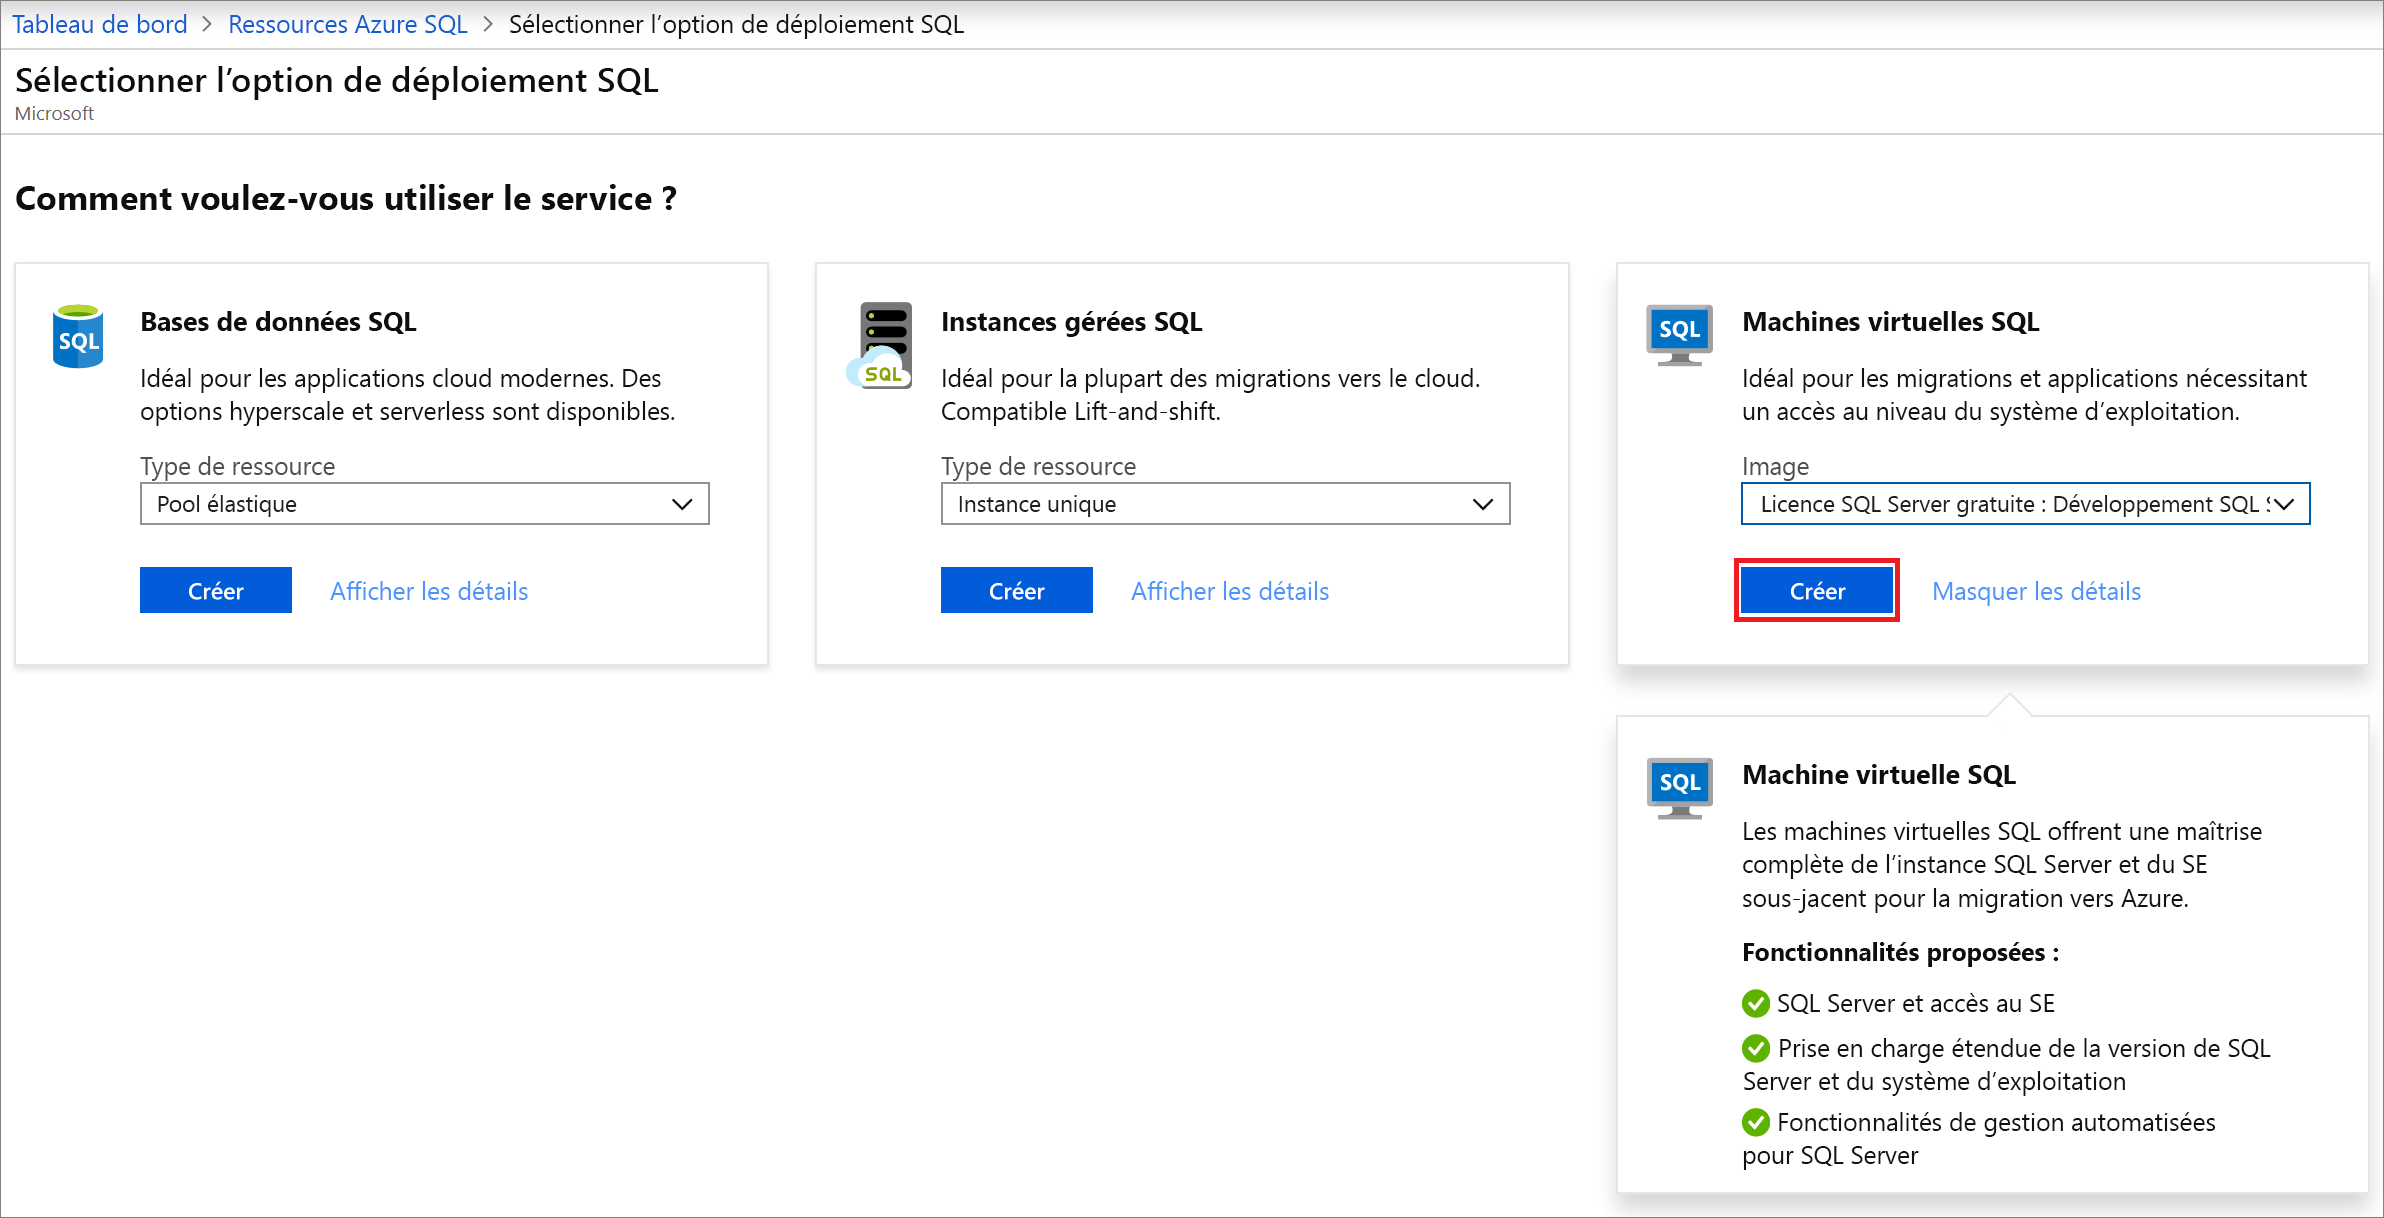 Tableau de bord > Ressources Azure SQL > Sélectionner l’option de déploiement SQL
Sélectionner l’option de déploiement SQL
Microsoft
Comment voulez-vous utiliser le service ?
SQL
Bases de données SQL
Idéal pour les applications cloud modernes. Des
options hyperscale et serverless sont disponibles.
Type de ressource
Pool élastique
Créer
Afficher les détails
SQL
Instances gérées SQL
Idéal pour la plupart des migrations vers le cloud.
Compatible Lift-and-shift.
Type de ressource
Instance unique
Créer
Afficher les détails
SQL
Machines virtuelles SQL
Idéal pour les migrations et applications nécessitant
un accès au niveau du système d’exploitation.
Image
Licence SQL Server gratuite : Développement SQL
Créer
Masquer les détails
SQL
Machine virtuelle SQL
Les machines virtuelles SQL offrent une maîtrise
complète de l’instance SQL Server et du SE
sous-jacent pour la migration vers Azure.
Fonctionnalités proposées :
SQL Server et accès au SE
Prise en charge étendue de la version de SQL
Server et du système d’exploitation
Fonctionnalités de gestion automatisées
pour SQL Server